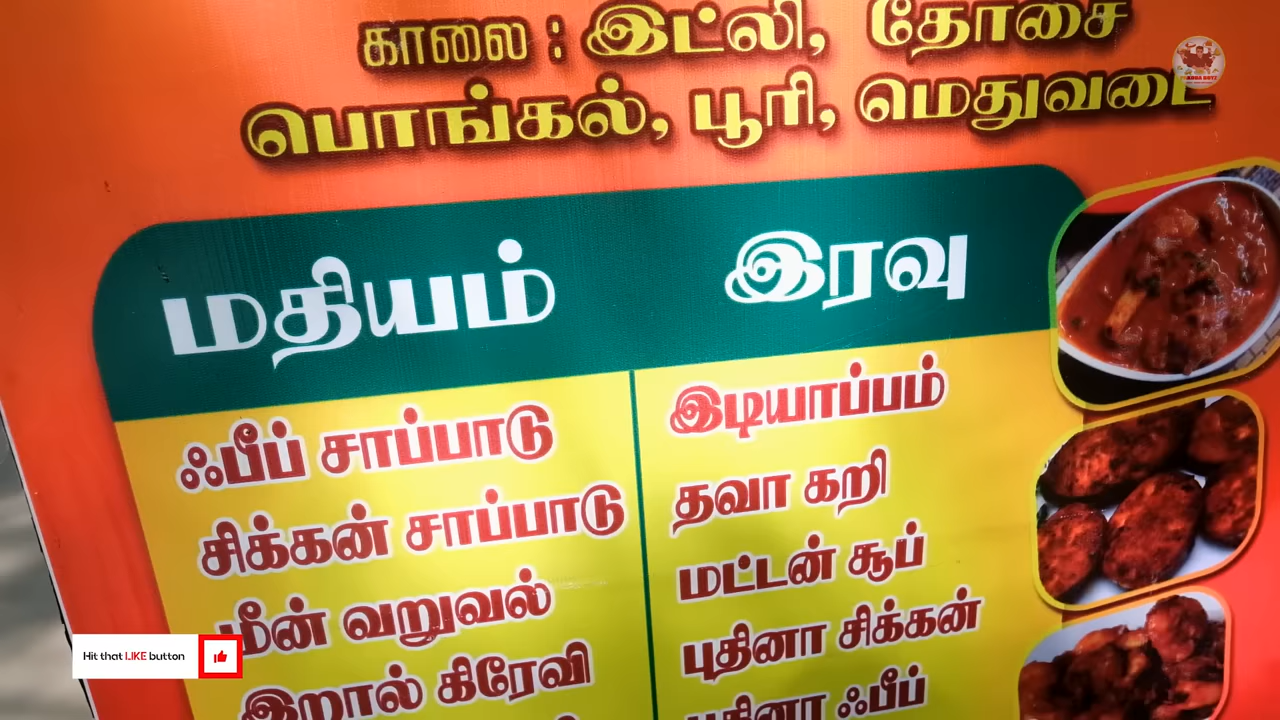 காலை : இட்லி, தோசை
பொங்கல், பூரி, மெதுவடை
மதியம் இரவு
ஃபீப் சாப்பாடு
சிக்கன் சாப்பாடு
மீன் வறுவல்
இறால் கிரேவி
இடியாப்பம்
தவா கறி
மட்டன் சூப்
புதினா சிக்கன்
புதினா ஃபீப்
Hit that LIKE button